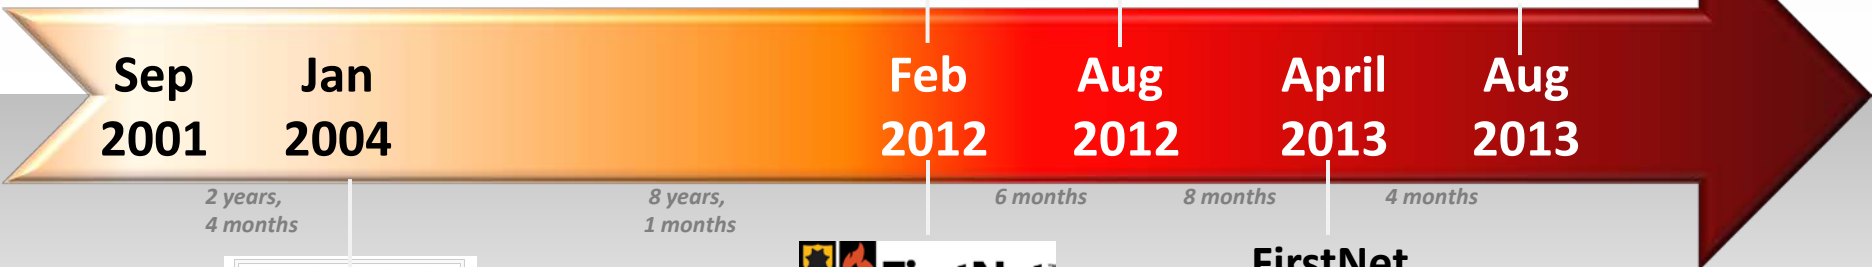 Sep Jan Feb Aug April Aug
2001 2004 2012 2012 2013 2013
2 years, 8 years, 6 months 8 months 4 months
4 months 1 months
FirstNet FirstNet